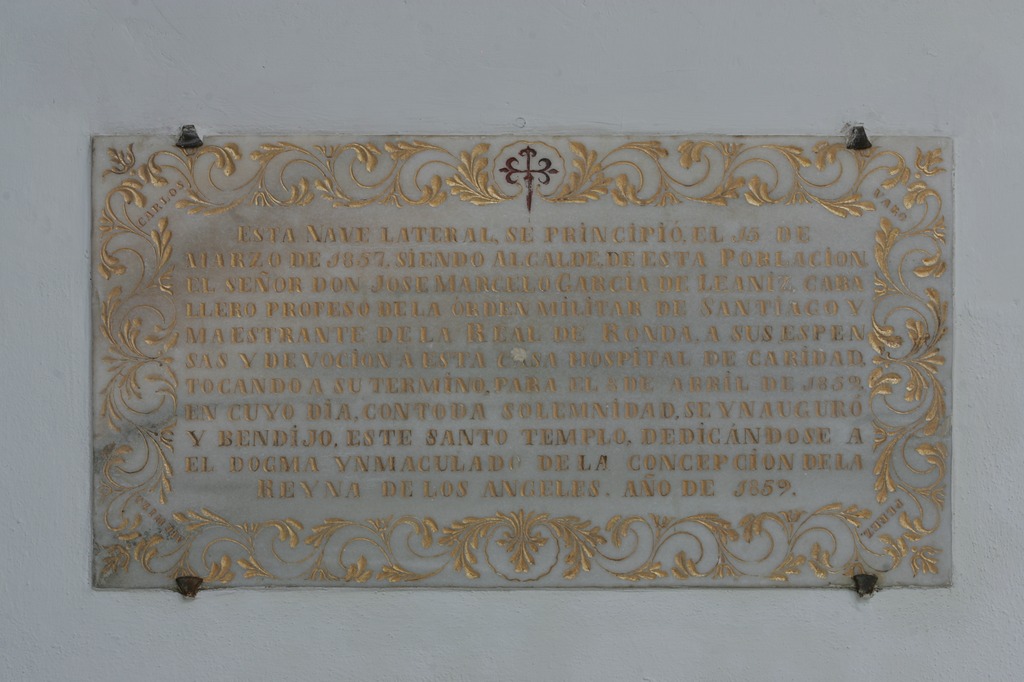 CARLOS
HARO
ESTA NAVE LATERAL, SE PRINCIPIÓ, EL 15 DE
MARZO DE 1857, SIENDO ALCALDE, DE ESTA POBLACION
EL SEÑOR DON JOSE MARCELO GARCÍA DE LEANÍZ, CABA
LLERO PROFESO DE LA ÓRDEN MILITAR DE SANTIAGO Y
MAESTRANTE DE LA REAL DE RONDA, A SUS ESPEN
SAS Y DEVOCION A ESTA CASA HOSPITAL DE CARIDAD,
TOCANDO A SU TERMINO, PARA EL DE ABRIL DE 1859,
EN CUYO DIA, CON TODA SOLEMNIDAD, SE YNAUGURÓ
Y BENDIJO, ESTE SANTO TEMPLO, DEDICÁNDOSE A
EL DOGMA YNMACULADO DE LA CONCEPCION DE LA
REYNA DE LOS ANGELES. AÑO DE 1859.